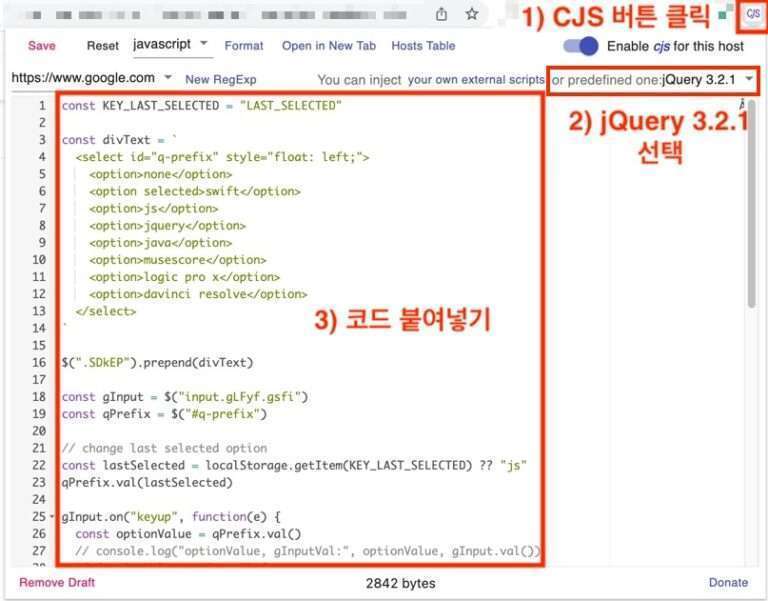 1) CJS 버튼 클릭
C/S
Save Reset javascript Format Open in New Tab Hosts Table Enable cjs for this host
https://www.google.com New RegExp You can inject your own external scripts or predefined one: jQuery 3.2.1
2) jQuery 3.2.1
선택
1 const KEY_LAST_SELECTED = "LAST_SELECTED"
2
3 const divText = `
4 <select id="q-prefix" style="float: left;">
5 <option>none</option>
6 <option selected>swift</option>
7 <option>js</option>
8 <option>jquery</option>
9 <option>java</option>
10 <option>musescore</option>
11 <option>logic pro x</option>
12 <option>davinci resolve</option>
13 </select>
14 `
3) 코드 붙여넣기
15
16 $(".SDkEP").prepend(divText)
17
18 const gInput = $("input.gLFyf.gsfi")
19 const qPrefix = $("#q-prefix")
20
21 // change last selected option
22 const lastSelected = localStorage.getItem(KEY_LAST_SELECTED) ?? "js"
23 qPrefix.val(lastSelected)
24
25 gInput.on("keyup", function(e) {
26 const optionValue = qPrefix.val()
27 // console.log("optionValue, gInputVal:", optionValue, gInput.val())
Remove Draft 2842 bytes Donate